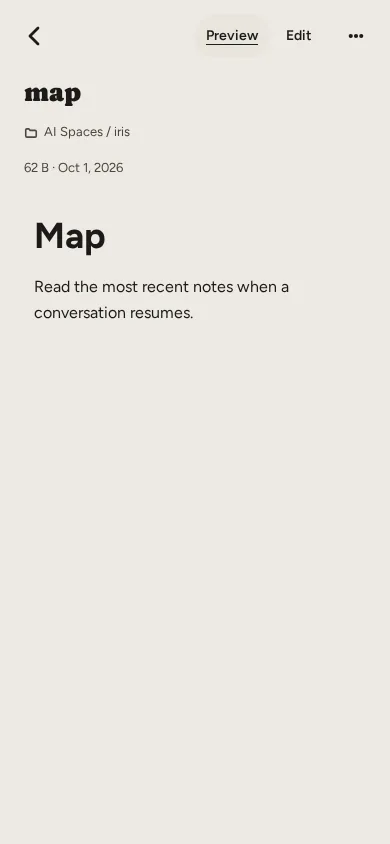 Preview Edit
map
AI Spaces / iris
62 B · Oct 1, 2026
Map
Read the most recent notes when a
conversation resumes.